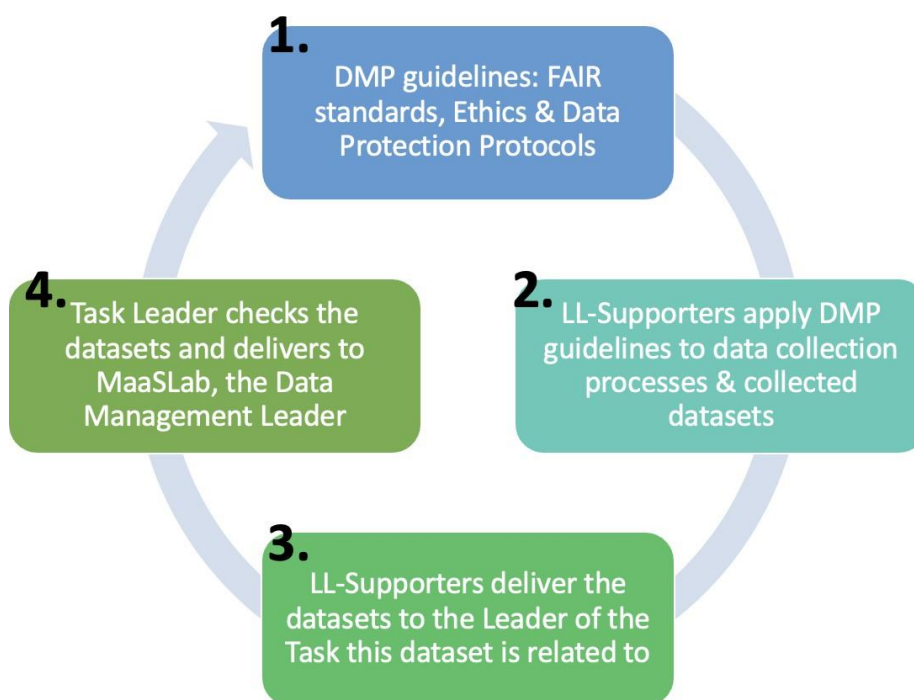 1.
DMP guidelines: FAIR
standards, Ethics & Data
Protection Protocols
2.
LL-Supporters apply DMP
guidelines to data collection
processes & collected
datasets
3.
LL-Supporters deliver the
datasets to the Leader of the
Task this dataset is related to
4.
Task Leader checks the
datasets and delivers to
MaaSLab, the Data
Management Leader